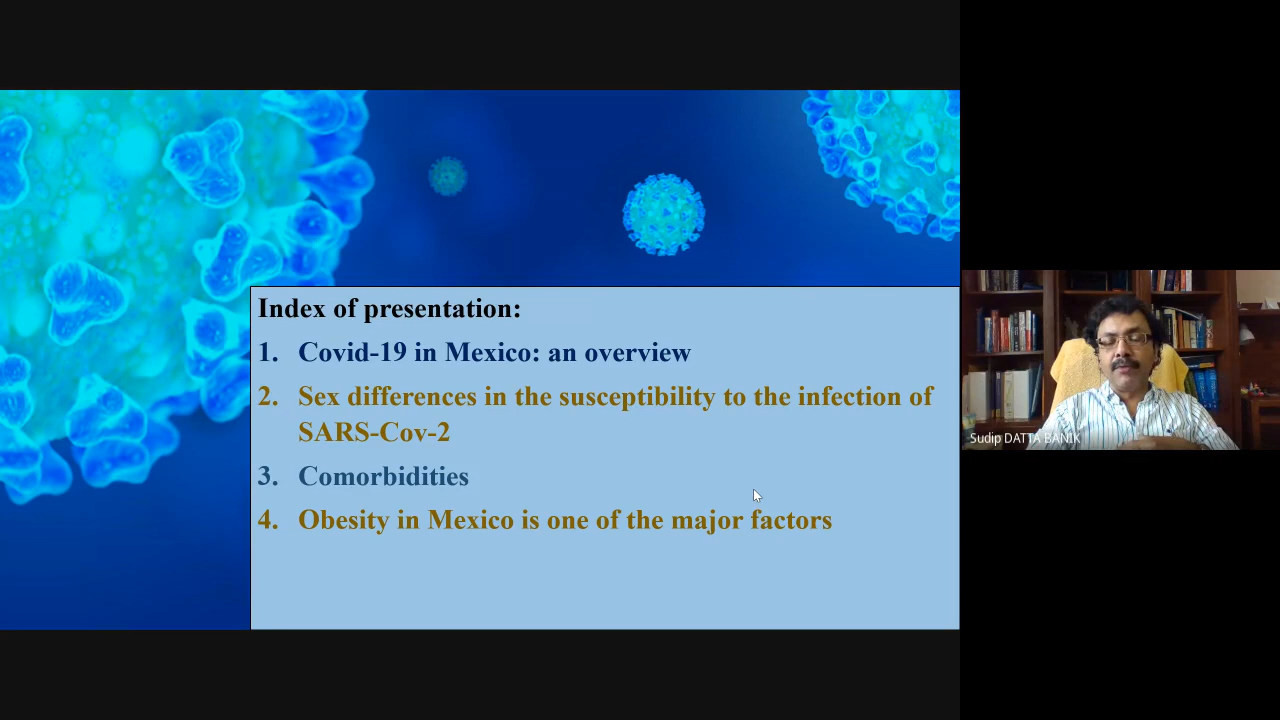 Index of presentation:
1. Covid-19 in Mexico: an overview
2. Sex differences in the susceptibility to the infection of
SARS-Cov-2
3. Comorbidities
4. Obesity in Mexico is one of the major factors
Sudip DATTA BANIK